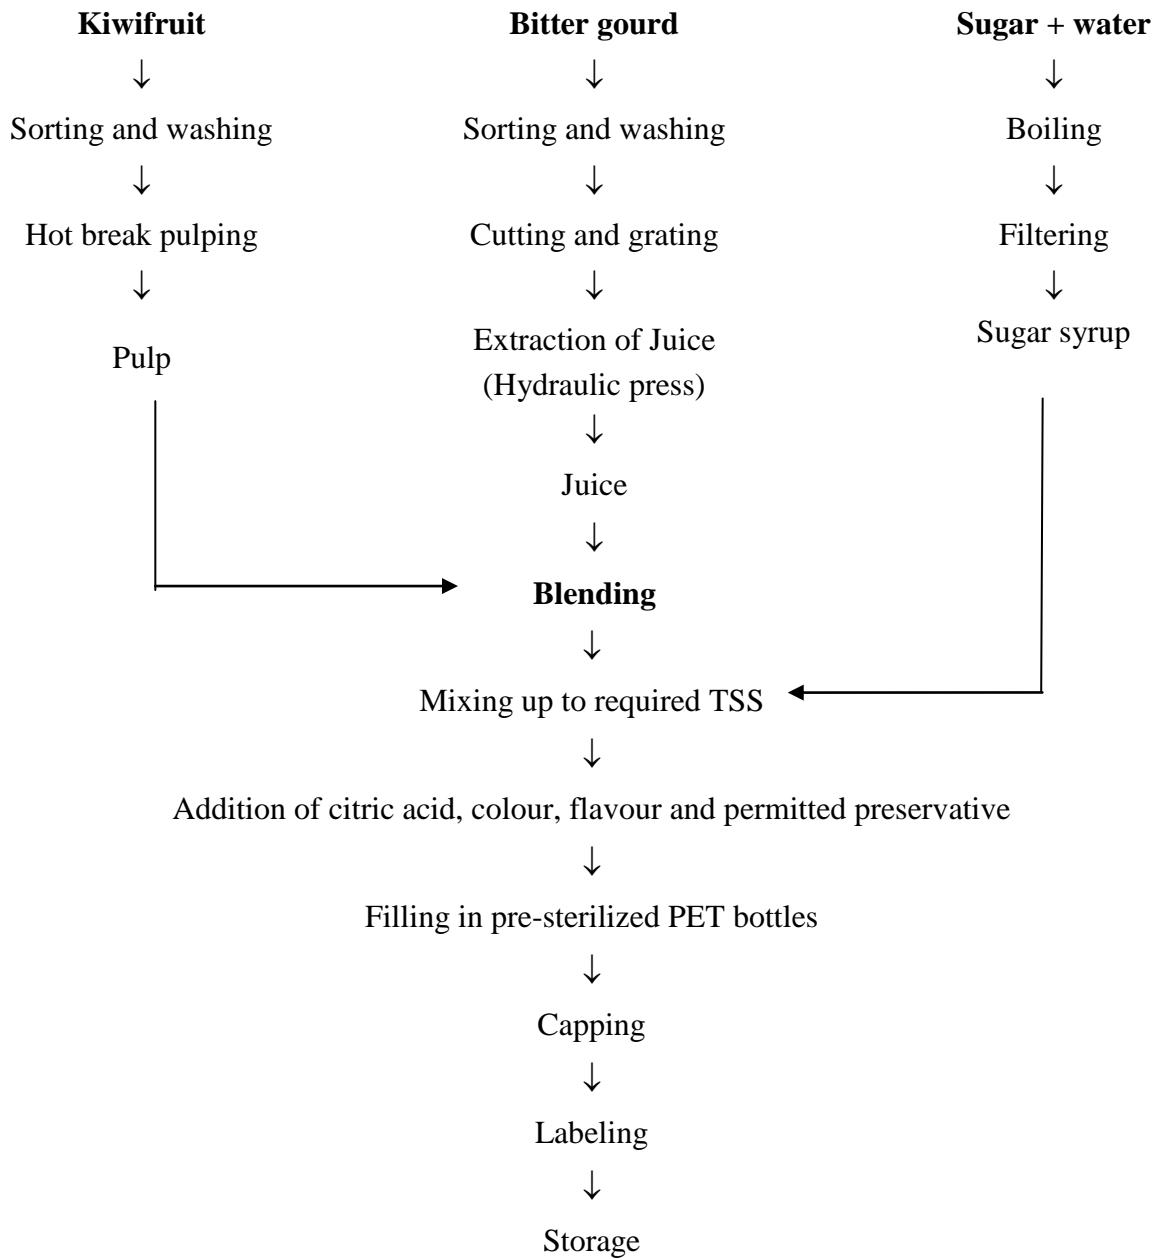 Kiwifruit
Bitter gourd
Sugar + water
↓
↓
↓
Sorting and washing
Sorting and washing
Boiling
↓
↓
↓
Hot break pulping
Cutting and grating
Filtering
↓
↓
↓
Pulp
Extraction of Juice
(Hydraulic press)
Sugar syrup
↓
Juice
↓
Blending
↓
Mixing up to required TSS
↓
Addition of citric acid, colour, flavour and permitted preservative
↓
Filling in pre-sterilized PET bottles
↓
Capping
↓
Labeling
↓
Storage